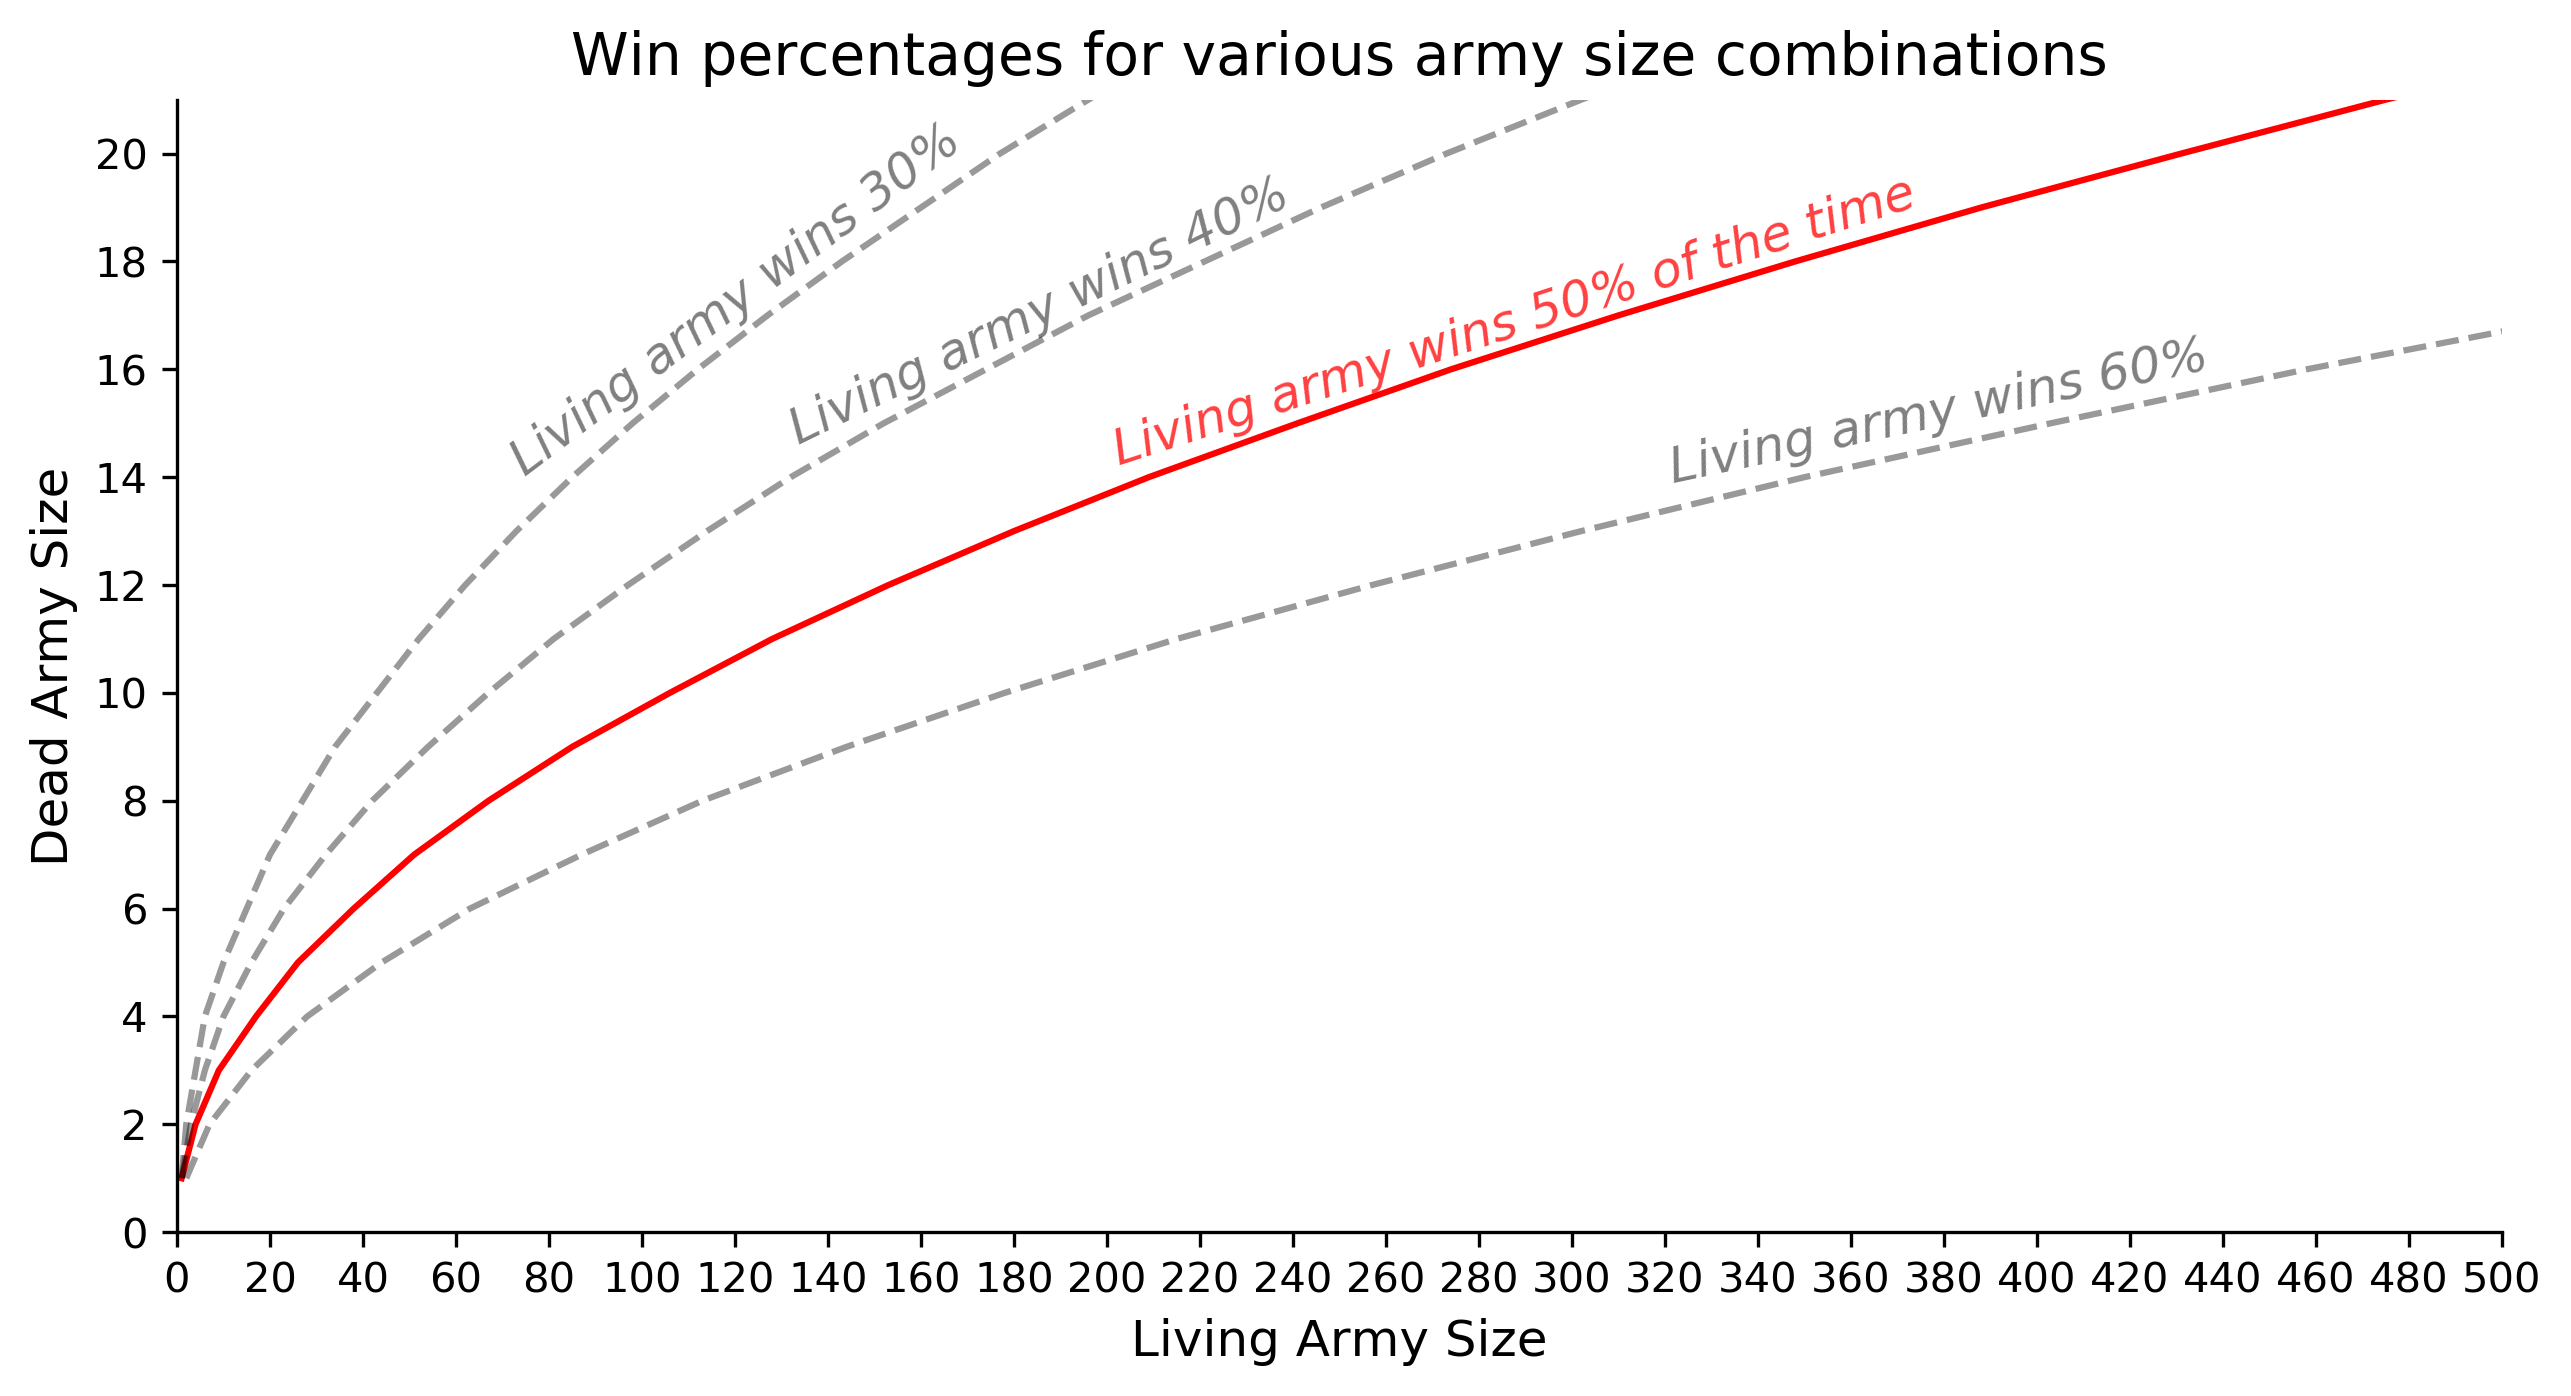 Win percentages for various army size combinations
Living army wins 30%
Living army wins 40%
Living army wins 50% of the time
Living army wins 60%
Dead Army Size
20
18
16
14
12
10
8
6
4
2
0
0 20 40 60 80 100 120 140 160 180 200 220 240 260 280 300 320 340 360 380 400 420 440 460 480 500
Living Army Size